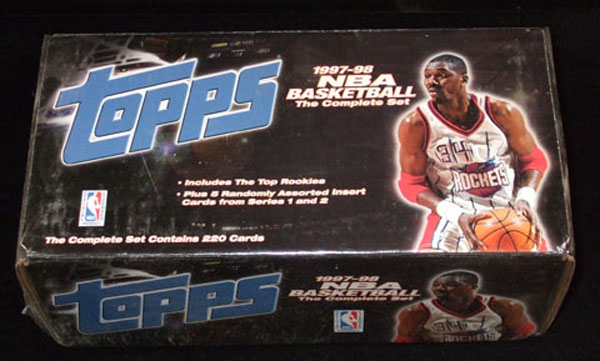 TOPPS
1997-98
NBA
BASKETBALL
The Complete Set
34
ROCKETS
• Includes The Top Rookies
• Plus 5 Randomly Assorted Insert
Cards from Series 1 and 2
NBA
The Complete Set Contains 220 Cards
TOPPS
1997-98
NBA
BASKETBALL
The Complete Set
NBA